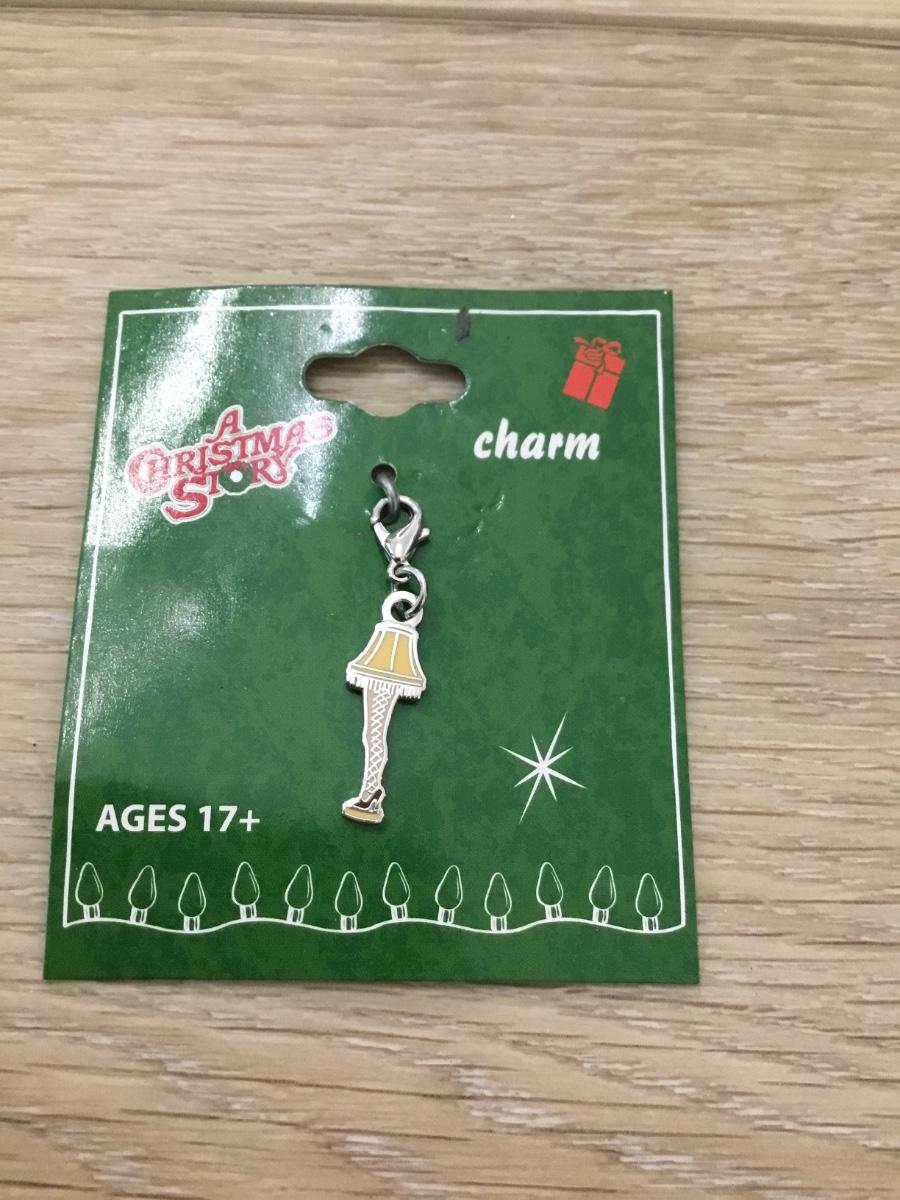 A
CHRISTMAS
STORY
charm
AGES 17+